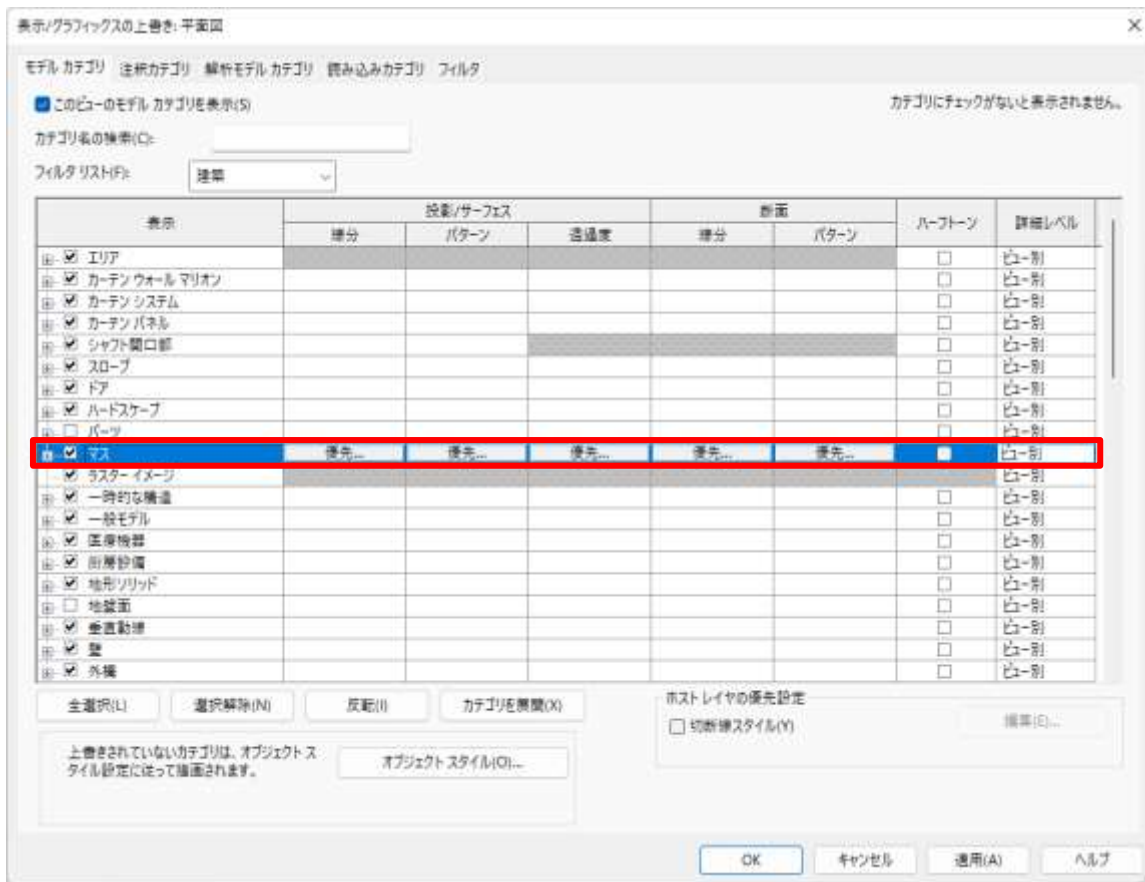 表示/グラフィックスの上書き: 平面図
モデル カテゴリ 注釈カテゴリ 解析モデル カテゴリ 読み込みカテゴリ フィルタ
このビューのモデル カテゴリを表示(S)
カテゴリにチェックがないと表示されません。
カテゴリ名の検索(C):
フィルタ リスト(F): 建築
表示 投影/サーフェス 断面 ハーフトーン 詳細レベル
線分 パターン 透過度 線分 パターン
エリア ビュー別
カーテン ウォール マリオン ビュー別
カーテン システム ビュー別
カーテン パネル ビュー別
シャフト開口部 ビュー別
スロープ ビュー別
ドア ビュー別
ハードスケープ ビュー別
パーツ ビュー別
マス 優先... 優先... 優先... 優先... 優先... ビュー別
ラスター イメージ ビュー別
一時的な構造 ビュー別
一般モデル ビュー別
医療機器 ビュー別
厨房設備 ビュー別
地形ソリッド ビュー別
地盤面 ビュー別
垂直動線 ビュー別
壁 ビュー別
外構 ビュー別
全選択(L) 選択解除(N) 反転(I) カテゴリを展開(X)
ホスト レイヤの優先設定
切断線スタイル(Y) 編集(E)...
上書きされていないカテゴリは、オブジェクト ス
タイル設定に従って描画されます。
オブジェクト スタイル(O)...
OK キャンセル 適用(A) ヘルプ